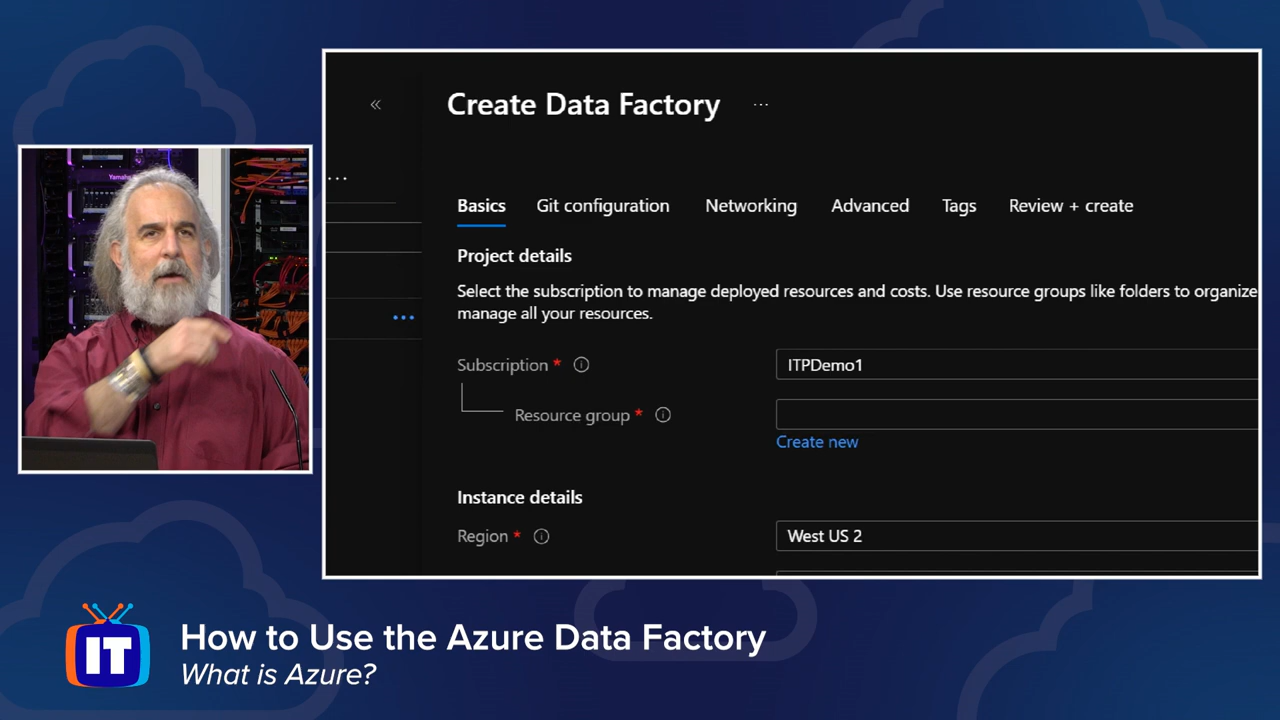 Create Data Factory
...
Basics Git configuration Networking Advanced Tags Review + create
Project details
Select the subscription to manage deployed resources and costs. Use resource groups like folders to organize
manage all your resources.
Subscription * ITPDemo1
Resource group *
Create new
Instance details
Region * West US 2
Yamaha
IT
How to Use the Azure Data Factory
What is Azure?